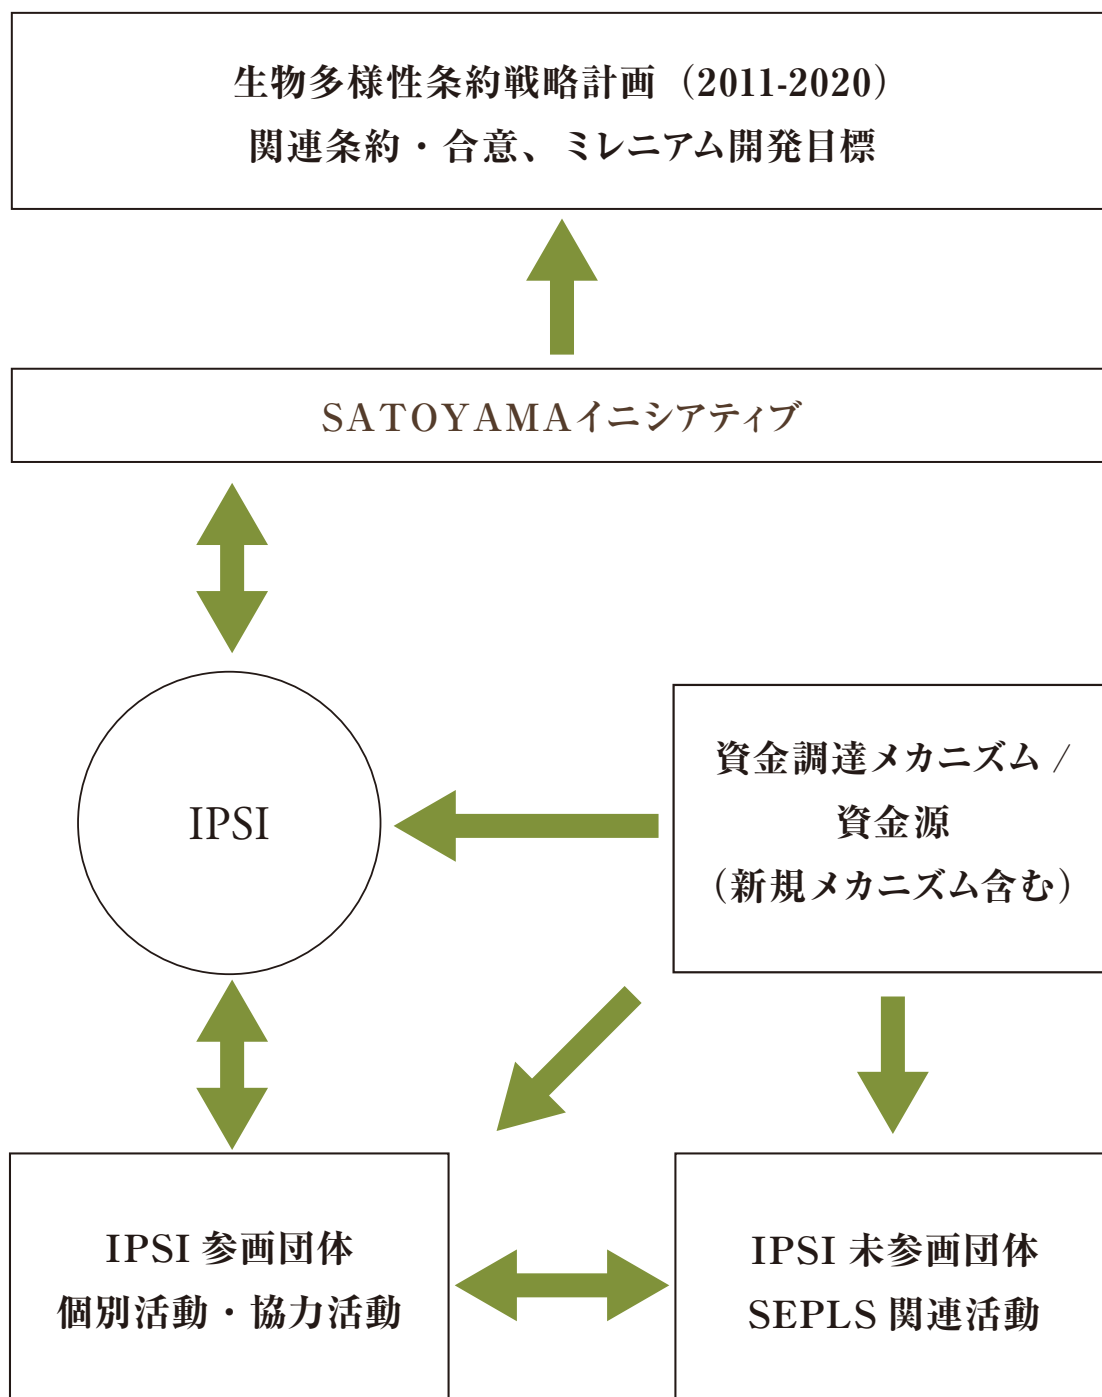 生物多様性条約戦略計画（2011-2020）
関連条約・合意、ミレニアム開発目標
SATOYAMAイニシアティブ
IPSI
資金調達メカニズム /
資金源
（新規メカニズム含む）
IPSI 参画団体
個別活動・協力活動
IPSI 未参画団体
SEPLS 関連活動